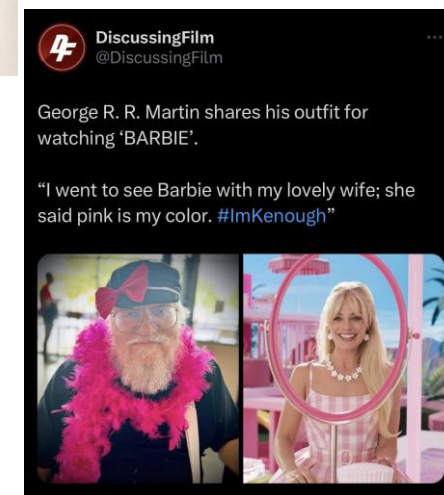 DiscussingFilm
@DiscussingFilm
George R. R. Martin shares his outfit for
watching ‘BARBIE’.
“I went to see Barbie with my lovely wife; she
said pink is my color. #ImKenough”